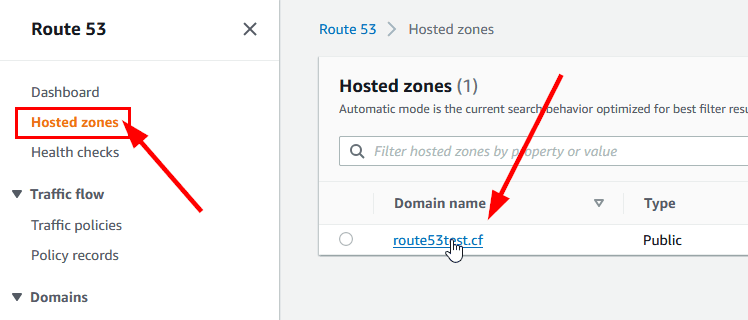 Route 53
Dashboard
Hosted zones
Health checks
Traffic flow
Traffic policies
Policy records
Domains
Route 53 > Hosted zones
Hosted zones (1)
Automatic mode is the current search behavior optimized for best filter resu
Filter hosted zones by property or value
Domain name Type
route53test.cf Public